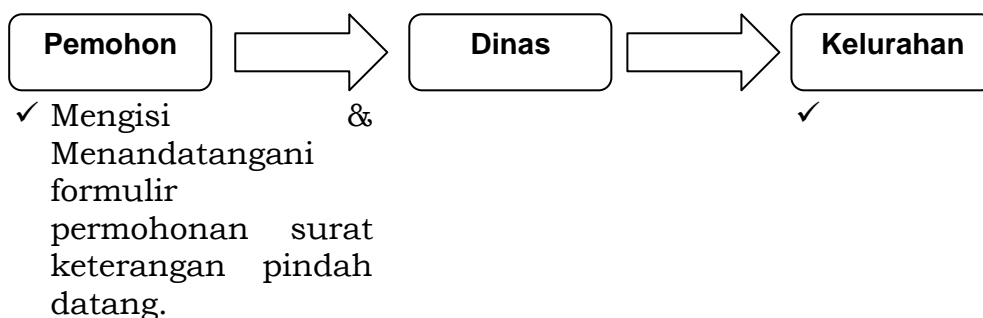 Pemohon
Dinas
Kelurahan
✓ Mengisi &
Menandatangani
formulir
permohonan surat
keterangan pindah
datang.
✓